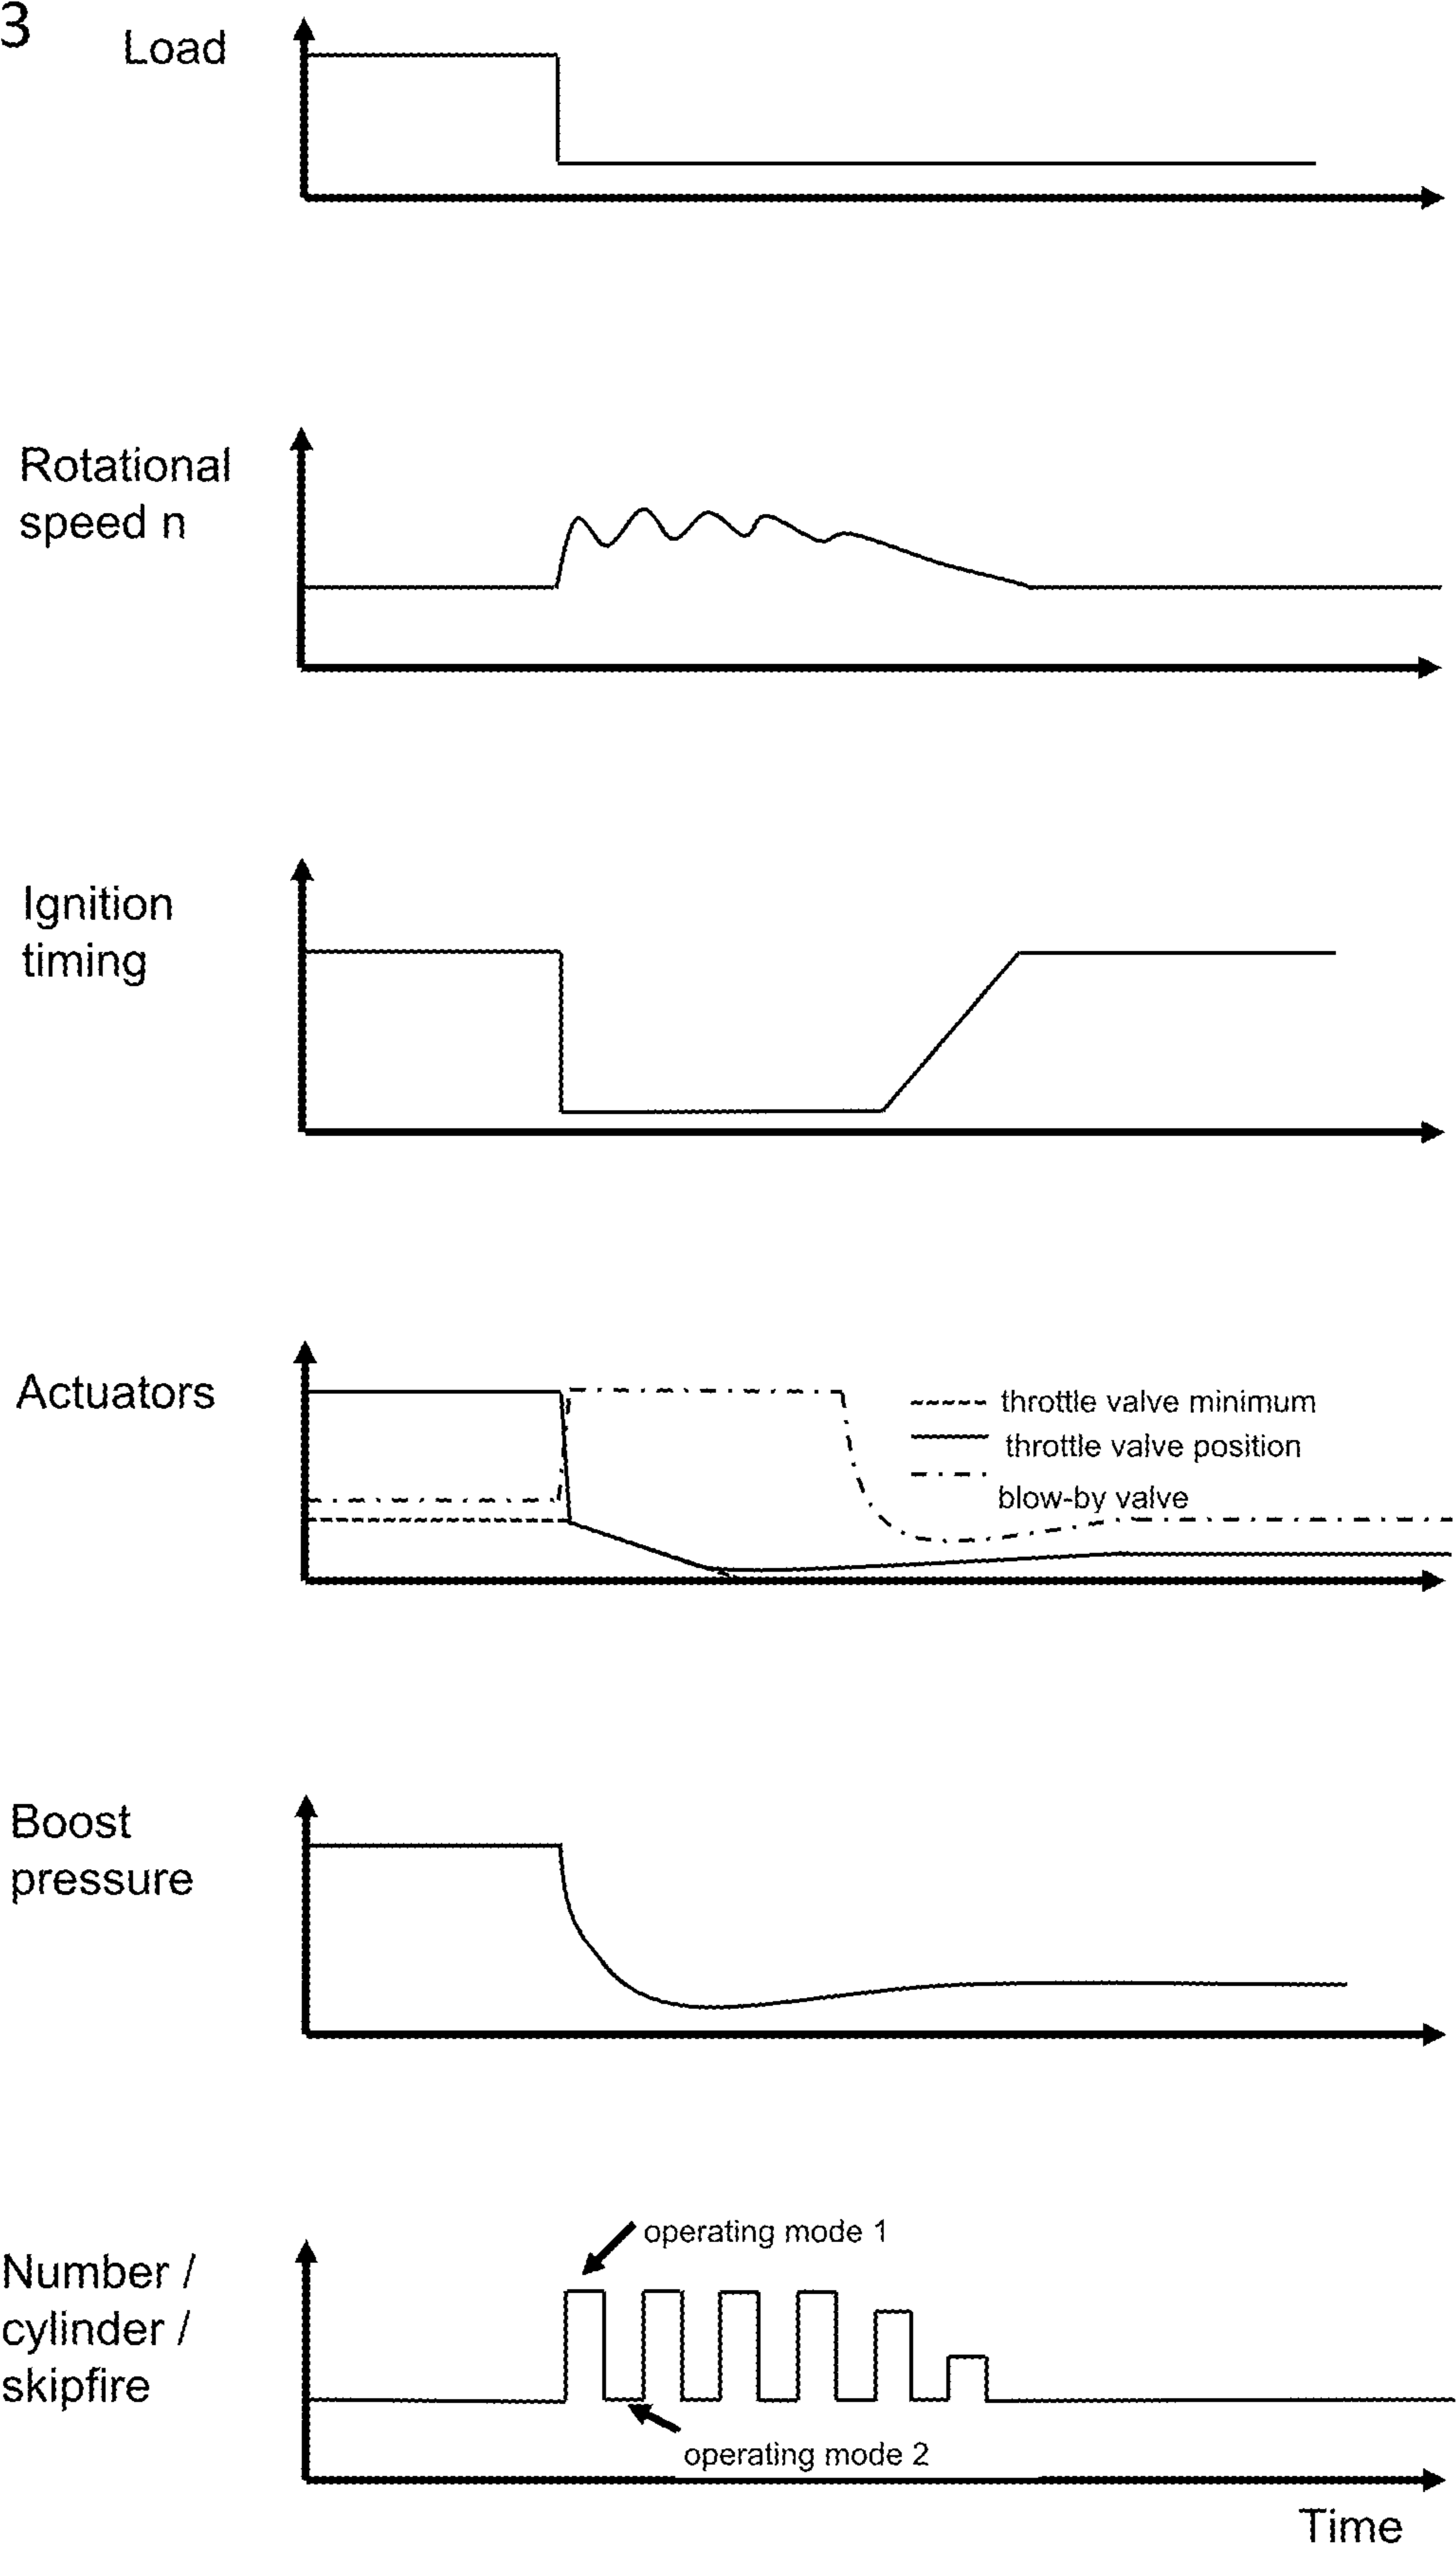 3
Load
Rotational
speed n
Ignition
timing
Actuators
throttle valve minimum
throttle valve position
blow-by valve
Boost
pressure
operating mode 1
Number /
cylinder /
skipfire
operating mode 2
Time